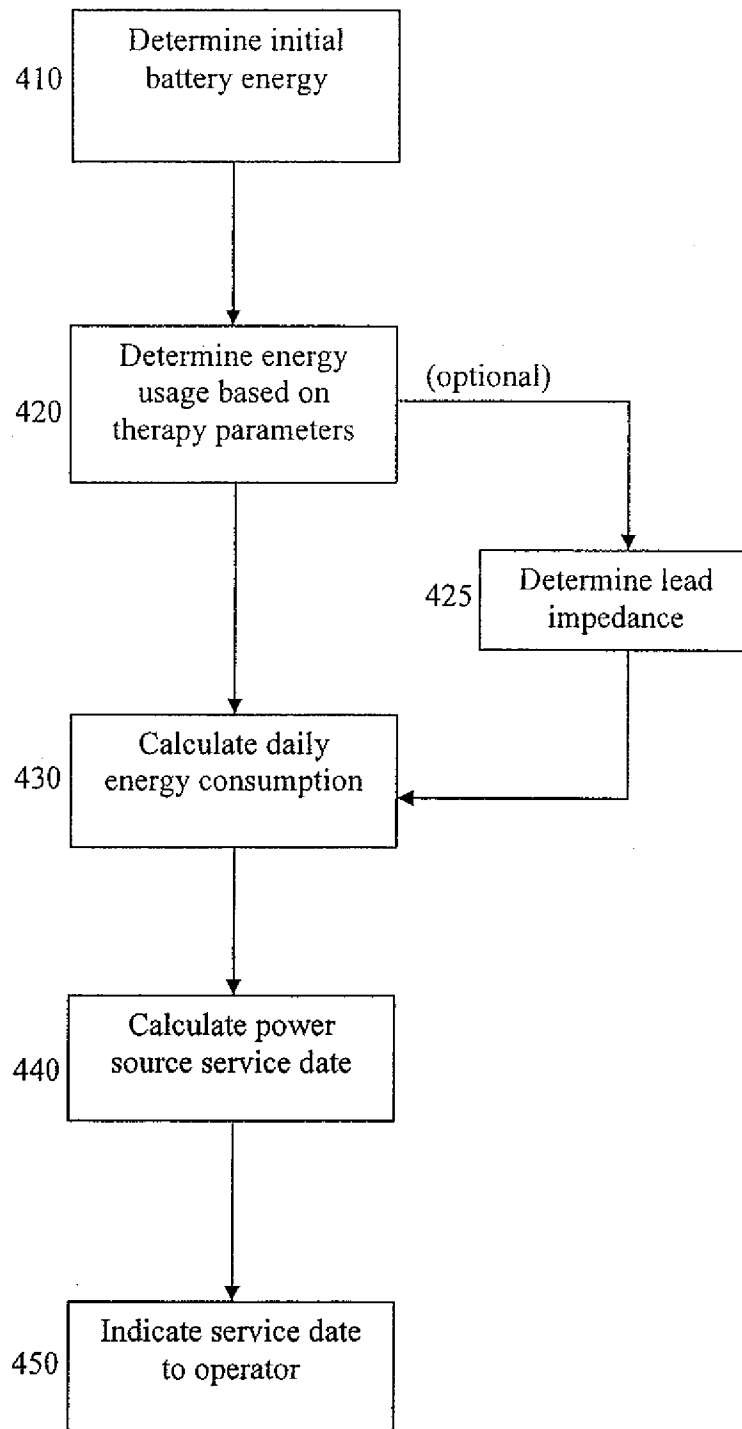 Determine initial
battery energy
410
Determine energy
usage based on
therapy parameters
420
(optional)
Determine lead
impedance
425
Calculate daily
energy consumption
430
Calculate power
source service date
440
Indicate service date
to operator
450